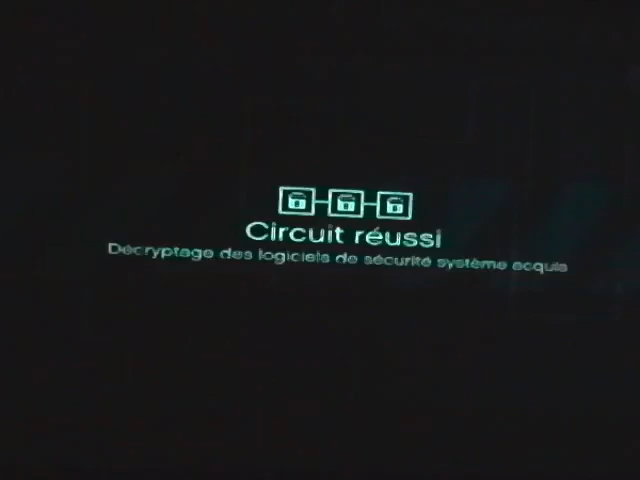 Circuit réussi
Décryptage des logiciels de sécurité système acquis